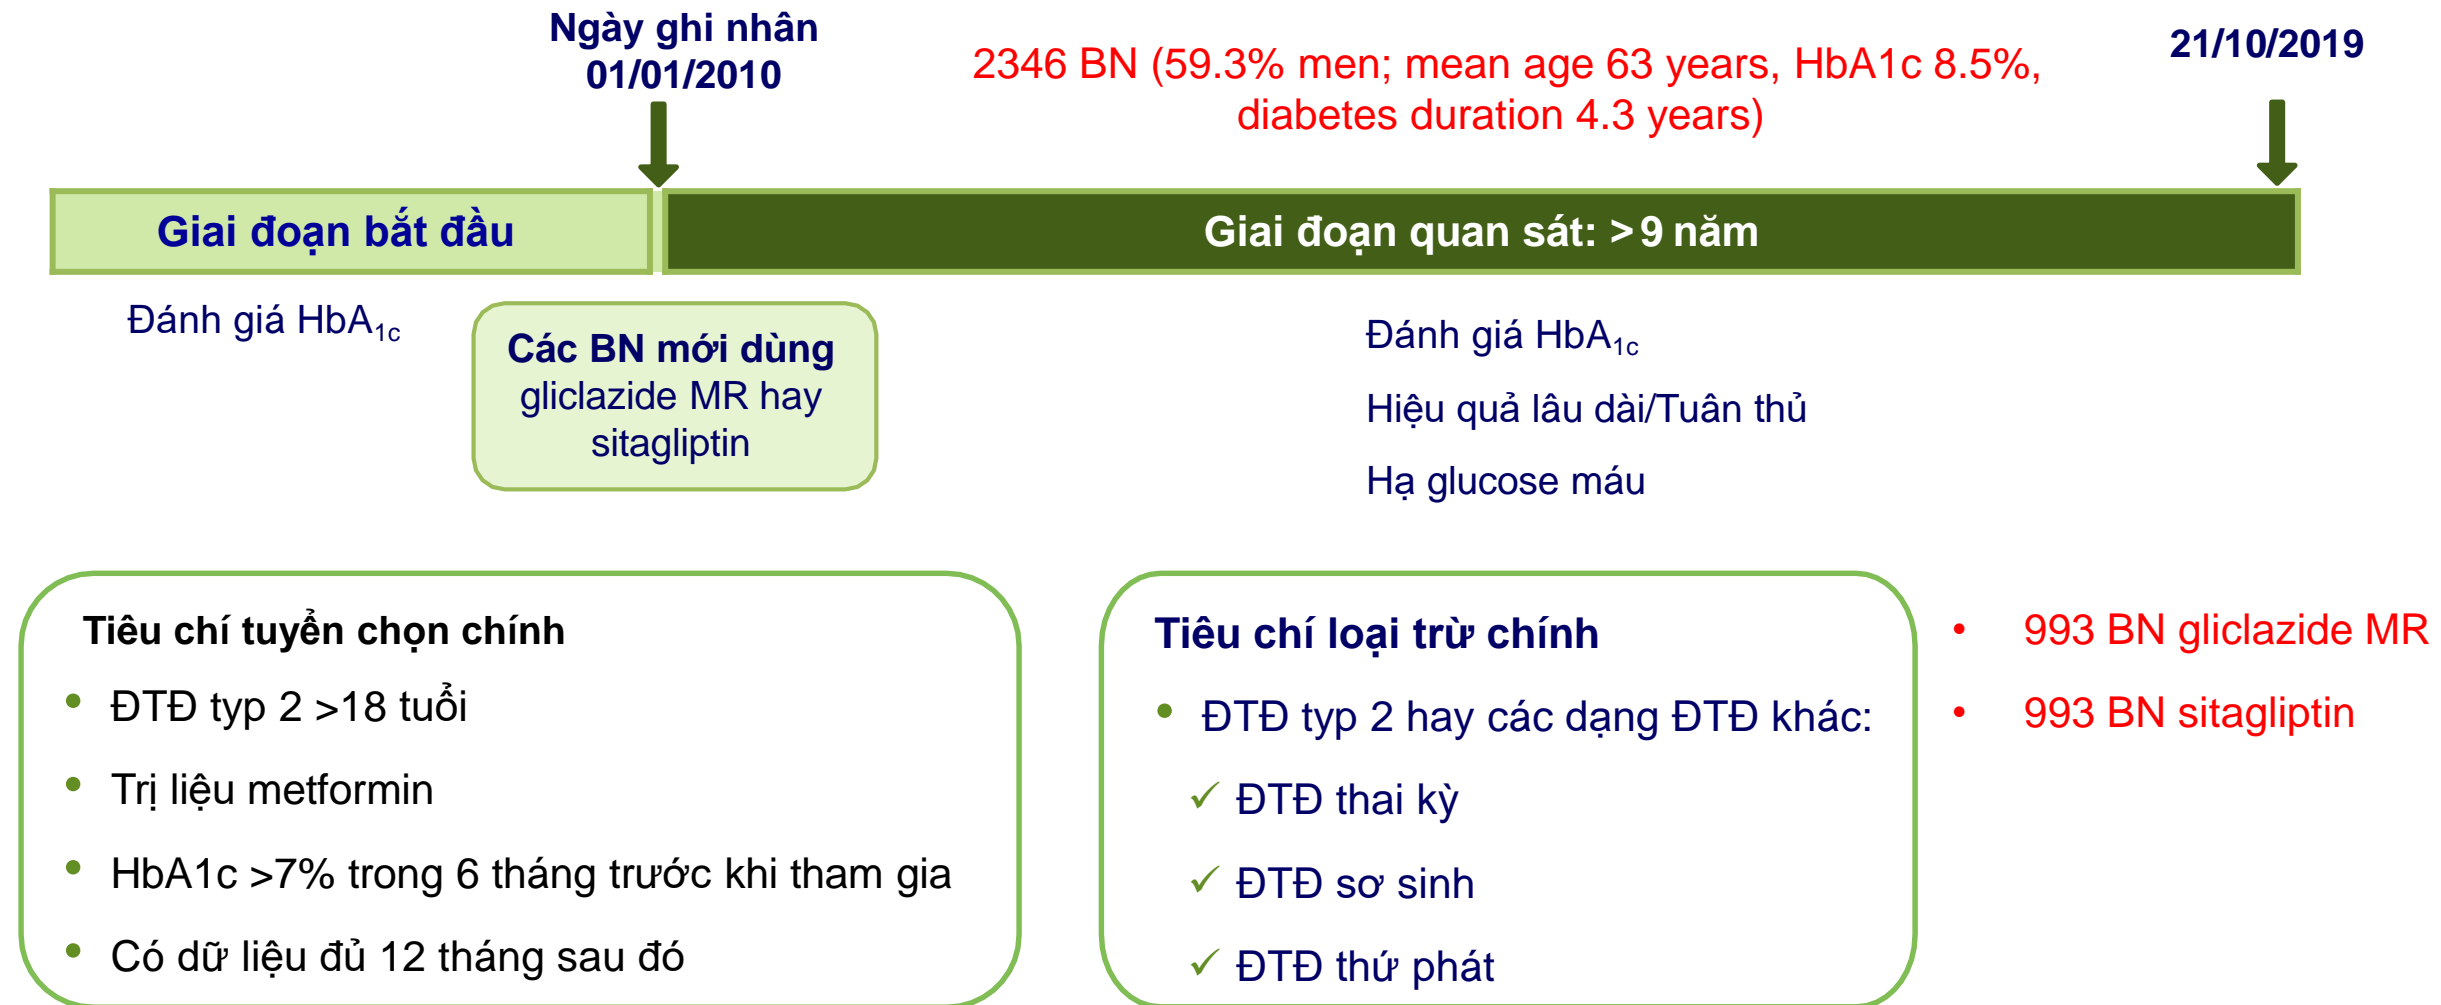 Ngày ghi nhân
01/01/2010
2346 BN (59.3% men; mean age 63 years, HbA1c 8.5%,
diabetes duration 4.3 years)
21/10/2019
Giai đoạn bắt đầu
Giai đoạn quan sát: >9 năm
Đánh giá HbA1c
Các BN mới dùng
gliclazide MR hay
sitagliptin
Đánh giá HbA1c
Hiệu quả lâu dài/Tuân thủ
Hạ glucose máu
Tiêu chí tuyển chọn chính
• ĐTĐ typ 2 >18 tuổi
• Trị liệu metformin
• HbA1c >7% trong 6 tháng trước khi tham gia
• Có dữ liệu đủ 12 tháng sau đó
Tiêu chí loại trừ chính
• ĐTĐ typ 2 hay các dạng ĐTĐ khác:
✓ ĐTĐ thai kỳ
✓ ĐTĐ sơ sinh
✓ ĐTĐ thứ phát
• 993 BN gliclazide MR
• 993 BN sitagliptin